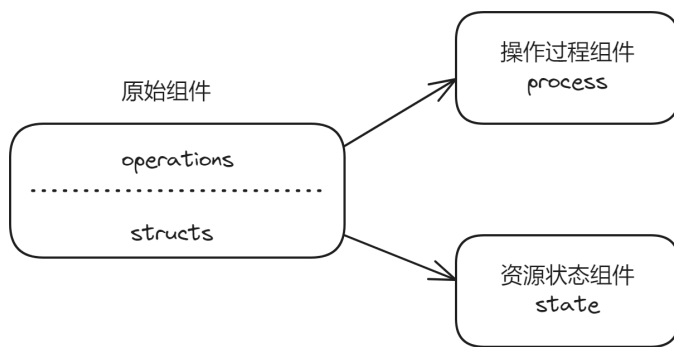 原始组件
operations
structs
操作过程组件
process
资源状态组件
state